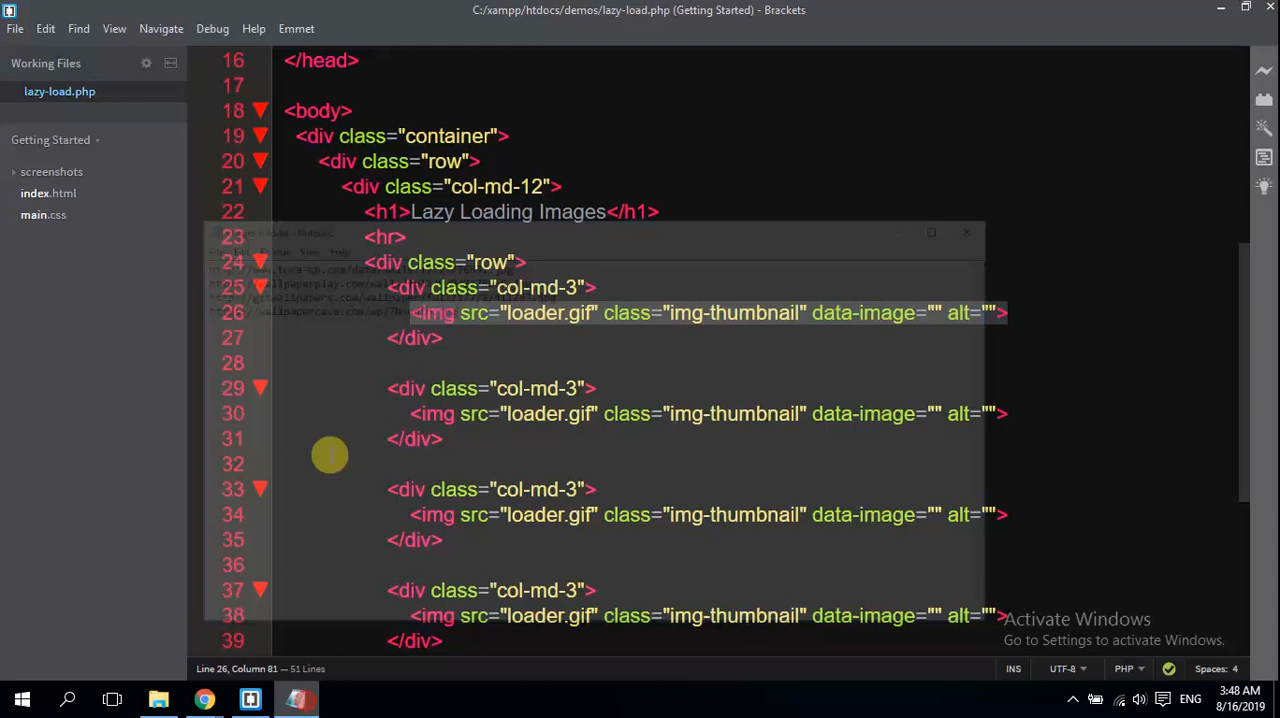 C:/xampp/htdocs/demos/lazy-load.php (Getting Started) - Brackets
File Edit Find View Navigate Debug Help Emmet
Working Files
lazy-load.php
Getting Started
screenshots
index.html
main.css
16 </head>
17
18 <body>
19 <div class="container">
20 <div class="row">
21 <div class="col-md-12">
22 <h1>Lazy Loading Images</h1>
23 <hr>
24 <div class="row">
25 <div class="col-md-3">
26 <img src="loader.gif" class="img-thumbnail" data-image="" alt="">
27 </div>
28
29 <div class="col-md-3">
30 <img src="loader.gif" class="img-thumbnail" data-image="" alt="">
31 </div>
32
33 <div class="col-md-3">
34 <img src="loader.gif" class="img-thumbnail" data-image="" alt="">
35 </div>
36
37 <div class="col-md-3">
38 <img src="loader.gif" class="img-thumbnail" data-image="" alt="">
39 </div>
Activate Windows
Go to Settings to activate Windows.
Line 26, Column 81 — 51 Lines
INS UTF-8 PHP Spaces: 4
ENG
3:48 AM
8/16/2019